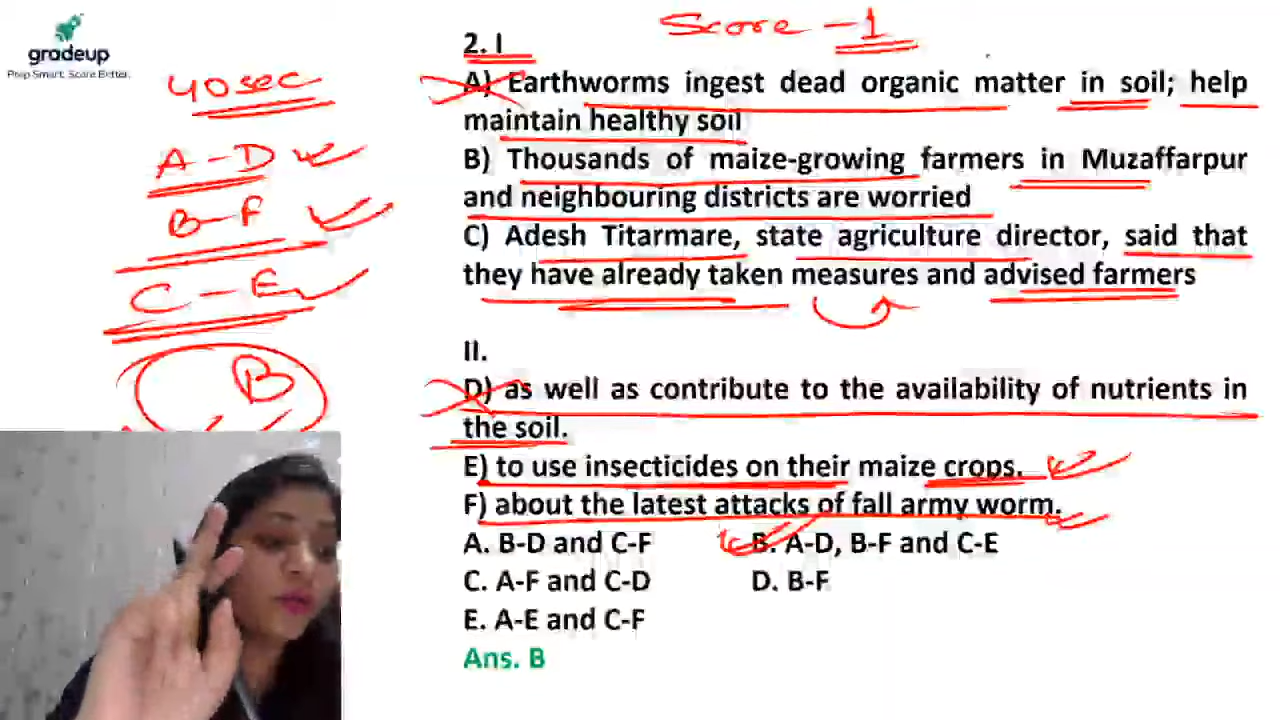 gradeup
Prep Smart. Score Better.
Score - 1
40 sec
A - D
B - F
C - E
B
2. I
A) Earthworms ingest dead organic matter in soil; help
maintain healthy soil
B) Thousands of maize-growing farmers in Muzaffarpur
and neighbouring districts are worried
C) Adesh Titarmare, state agriculture director, said that
they have already taken measures and advised farmers
II.
D) as well as contribute to the availability of nutrients in
the soil.
E) to use insecticides on their maize crops.
F) about the latest attacks of fall army worm.
A. B-D and C-F B. A-D, B-F and C-E
C. A-F and C-D D. B-F
E. A-E and C-F
Ans. B